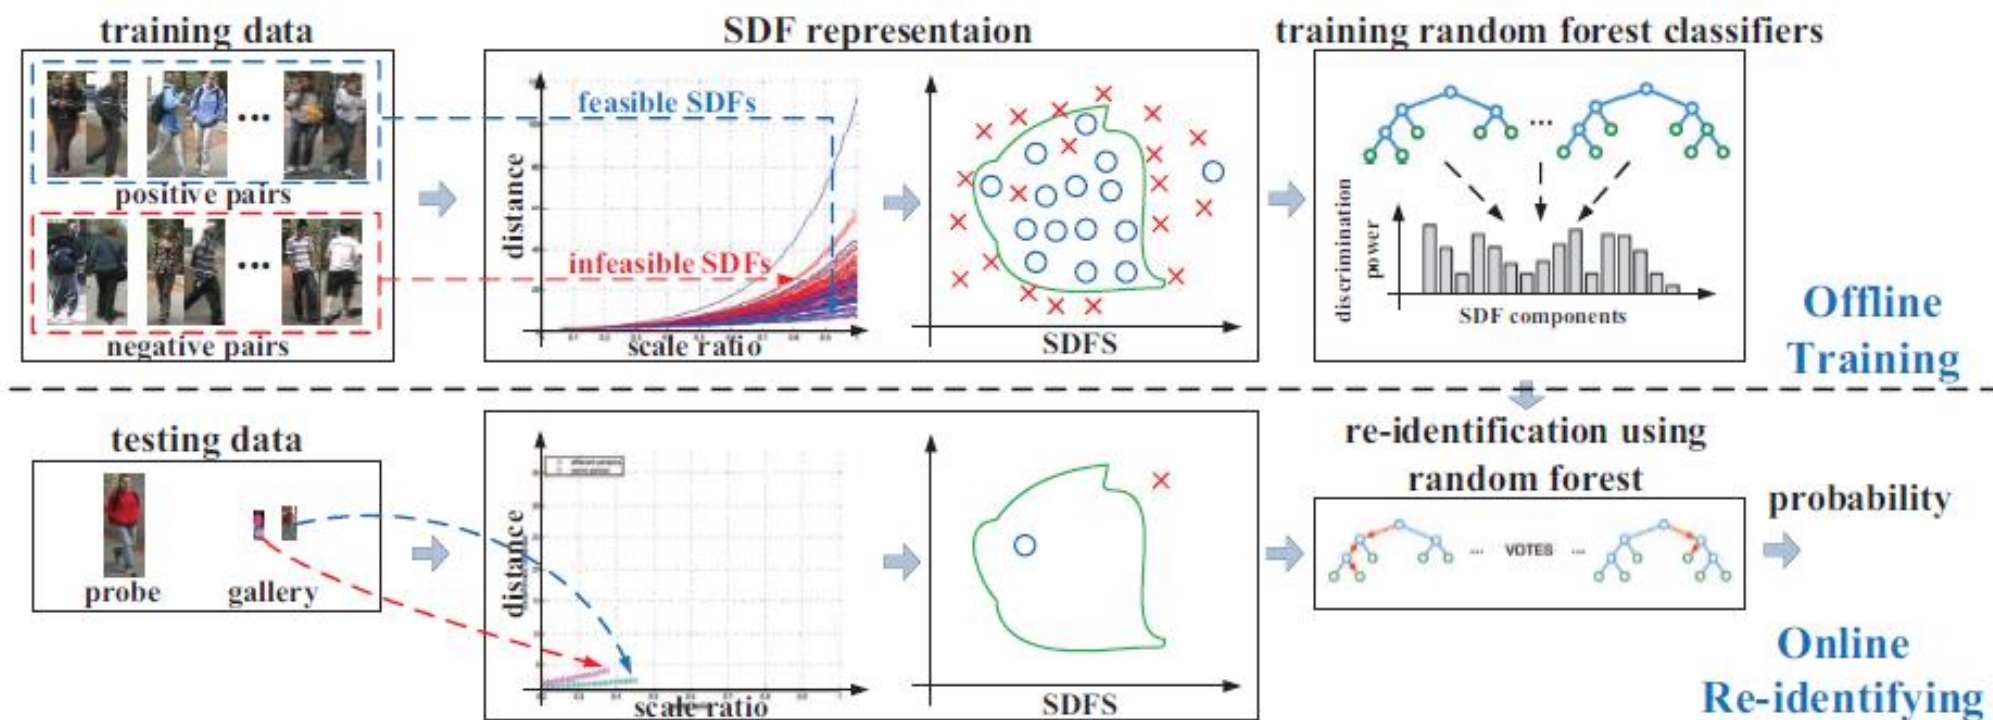 training data
SDF representaion
training random forest classifiers
positive pairs
negative pairs
feasible SDFs
infeasible SDFs
distance
scale ratio
SDFS
...
discrimination
power
SDF components
Offline
Training
testing data
probe
gallery
distance
scale ratio
SDFS
re-identification using
random forest
... VOTES ...
probability
Online
Re-identifying